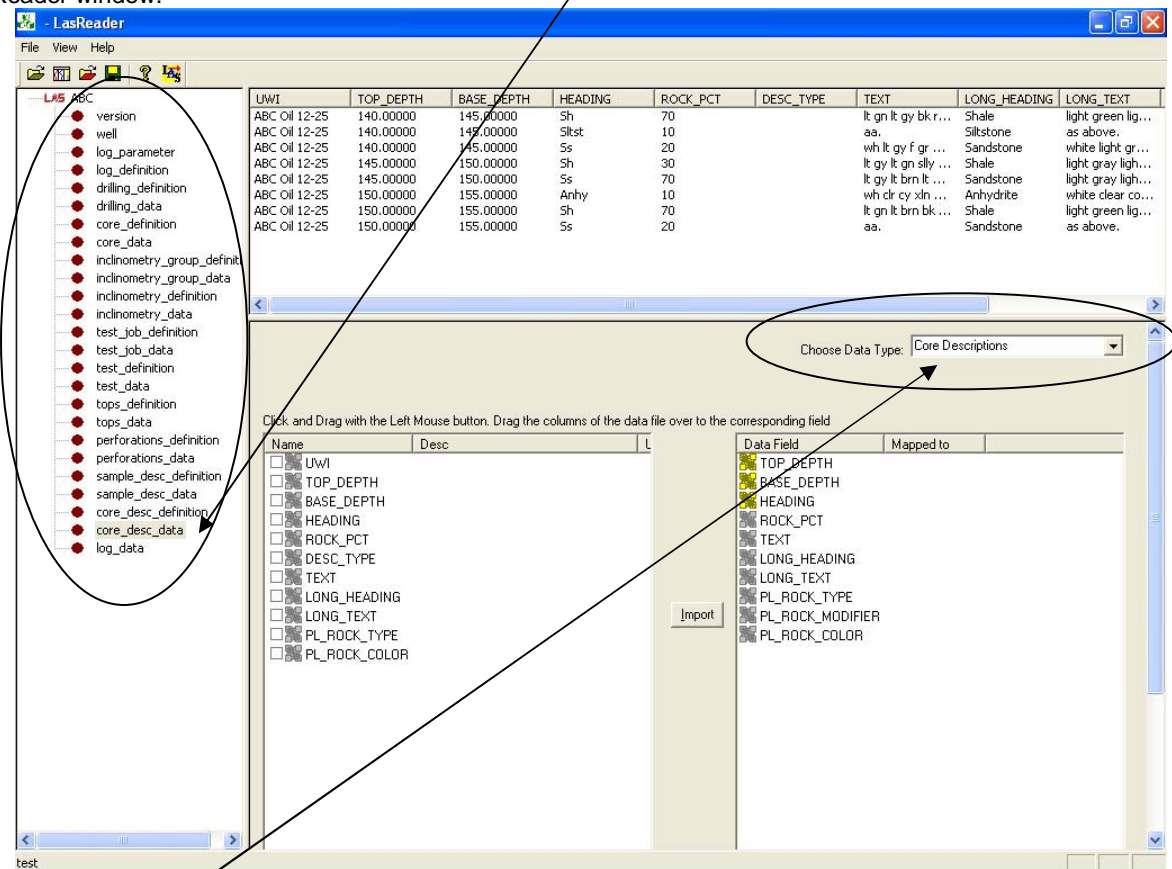 Reader window.
- LasReader
File View Help
LAS ABC
version
well
log_parameter
log_definition
drilling_definition
drilling_data
core_definition
core_data
inclinometry_group_definit
inclinometry_group_data
inclinometry_definition
inclinometry_data
test_job_definition
test_job_data
test_definition
test_data
tops_definition
tops_data
perforations_definition
perforations_data
sample_desc_definition
sample_desc_data
core_desc_definition
core_desc_data
log_data
UWI TOP_DEPTH BASE_DEPTH HEADING ROCK_PCT DESC_TYPE TEXT LONG_HEADING LONG_TEXT
ABC Oil 12-25 140.00000 145.00000 Sh 70 lt gn lt gy bk r... Shale light green lig...
ABC Oil 12-25 140.00000 145.00000 Sltst 10 aa. Siltstone as above.
ABC Oil 12-25 140.00000 145.00000 Ss 20 wh lt gy f gr ... Sandstone white light gr...
ABC Oil 12-25 145.00000 150.00000 Sh 30 lt gy lt gn slly ... Shale light gray ligh...
ABC Oil 12-25 145.00000 150.00000 Ss 70 lt gy lt brn lt ... Sandstone light gray ligh...
ABC Oil 12-25 150.00000 155.00000 Anhy 10 wh clr cy xln ... Anhydrite white clear co...
ABC Oil 12-25 150.00000 155.00000 Sh 70 lt gn lt brn bk ... Shale light green lig...
ABC Oil 12-25 150.00000 155.00000 Ss 20 aa. Sandstone as above.
Choose Data Type: Core Descriptions
Click and Drag with the Left Mouse button. Drag the columns of the data file over to the corresponding field
Name Desc U
UWI
TOP_DEPTH
BASE_DEPTH
HEADING
ROCK_PCT
DESC_TYPE
TEXT
LONG_HEADING
LONG_TEXT
PL_ROCK_TYPE
PL_ROCK_COLOR
Import
Data Field Mapped to
TOP_DEPTH
BASE_DEPTH
HEADING
ROCK_PCT
TEXT
LONG_HEADING
LONG_TEXT
PL_ROCK_TYPE
PL_ROCK_MODIFIER
PL_ROCK_COLOR
test